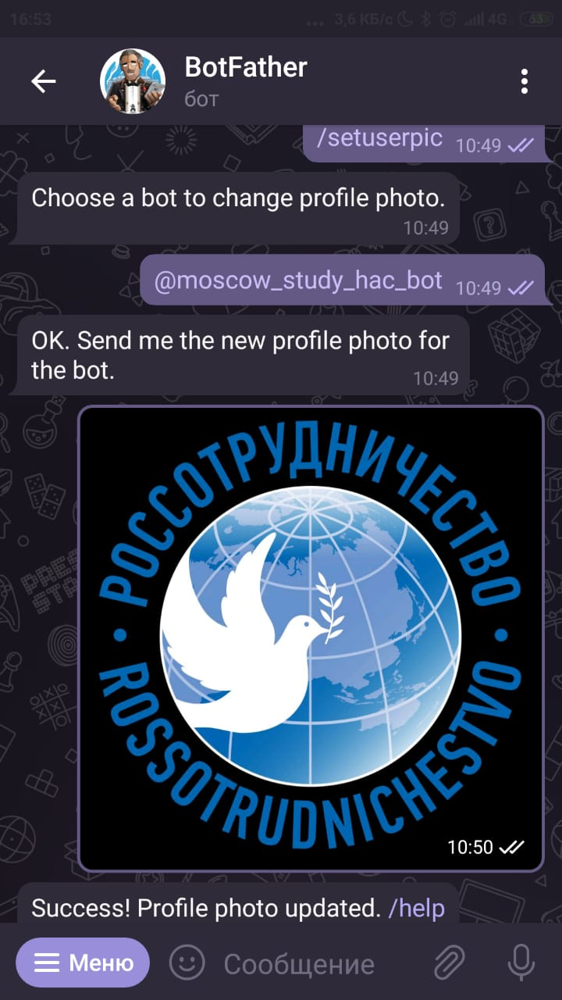 16:53
... 3,6 КБ/с 4G 63
BotFather
бот
/setuserpic 10:49
Choose a bot to change profile photo.
10:49
@moscow_study_hac_bot 10:49
OK. Send me the new profile photo for
the bot.
10:49
РОССОТРУДНИЧЕСТВО
ROSSOTRUDNICHESTVO
10:50
Success! Profile photo updated. /help
Меню
Сообщение